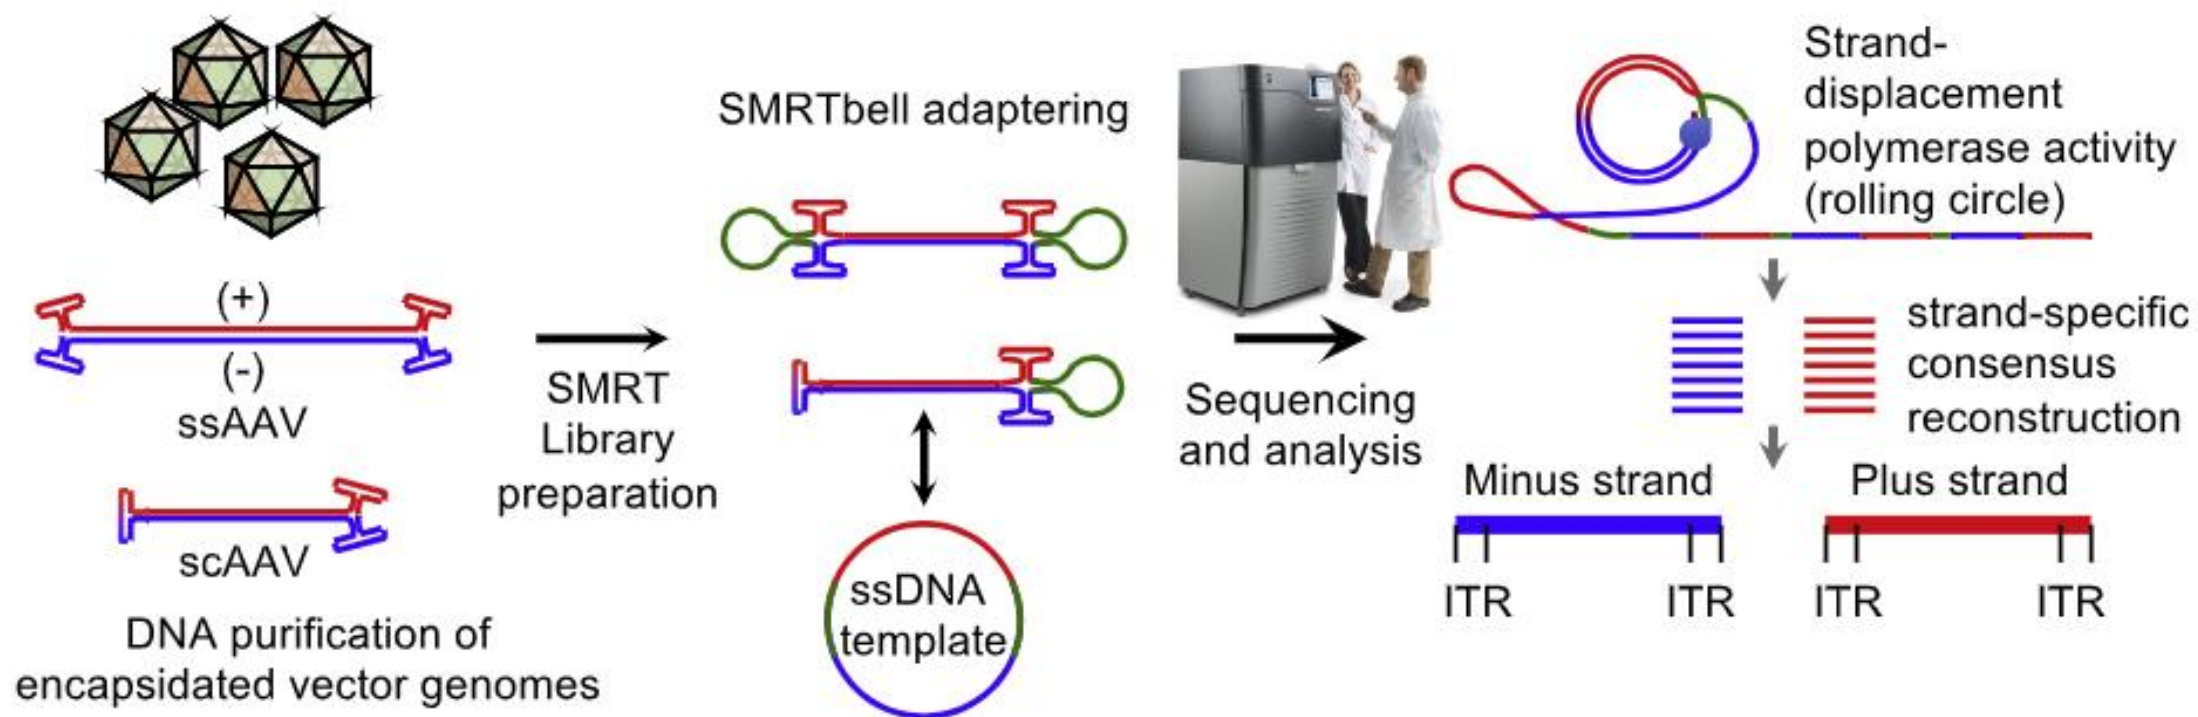 (+)
(-)
ssAAV
scAAV
DNA purification of
encapsidated vector genomes
SMRT
Library
preparation
SMRTbell adaptering
ssDNA
template
Sequencing
and analysis
Strand-
displacement
polymerase activity
(rolling circle)
strand-specific
consensus
reconstruction
Minus strand
Plus strand
ITR
ITR
ITR
ITR